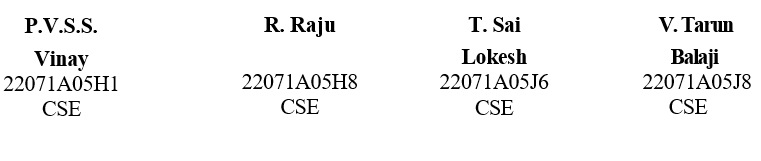 P.V.S.S. R. Raju T. Sai V. Tarun
Vinay Lokesh Balaji
22071A05H1 22071A05H8 22071A05J6 22071A05J8
CSE CSE CSE CSE